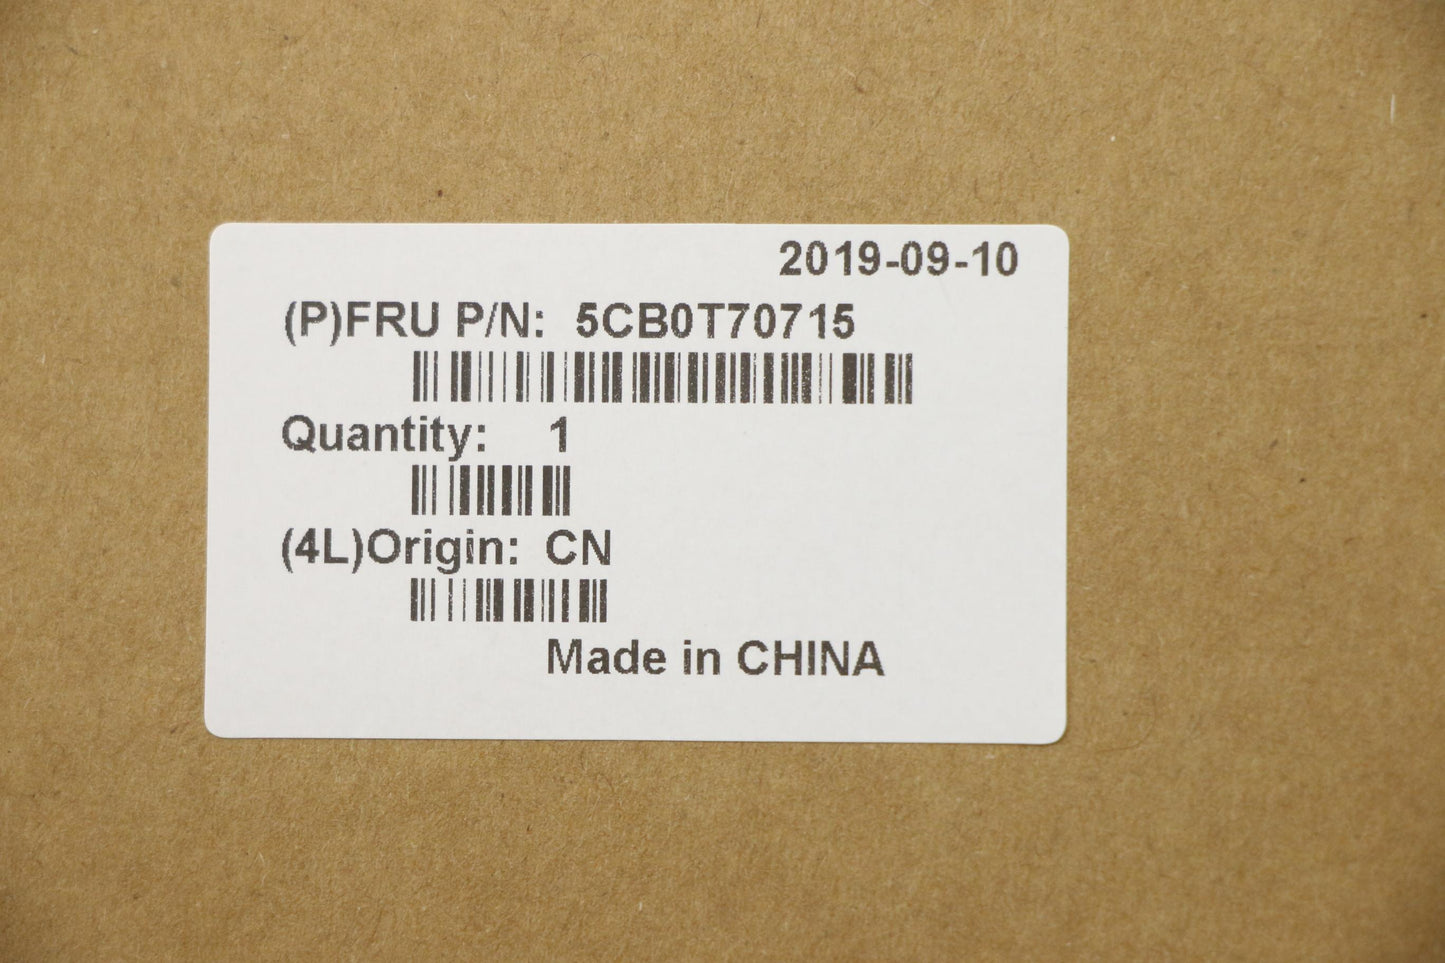 2019-09-10
(P)FRU P/N: 5CB0T70715
Quantity: 1
(4L)Origin: CN
Made in CHINA